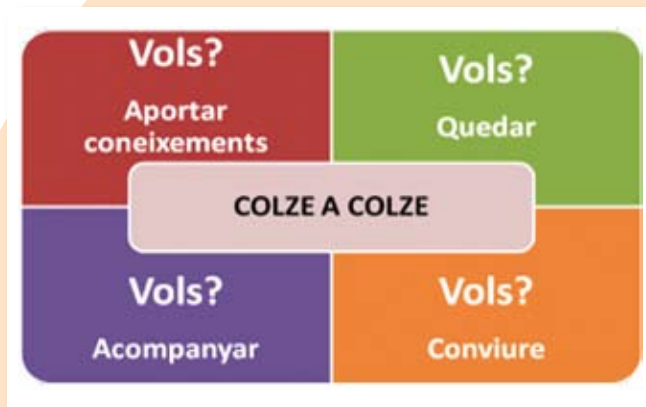 Vols?
Aportar
coneixements
Vols?
Quedar
COLZE A COLZE
Vols?
Acompanyar
Vols?
Conviure